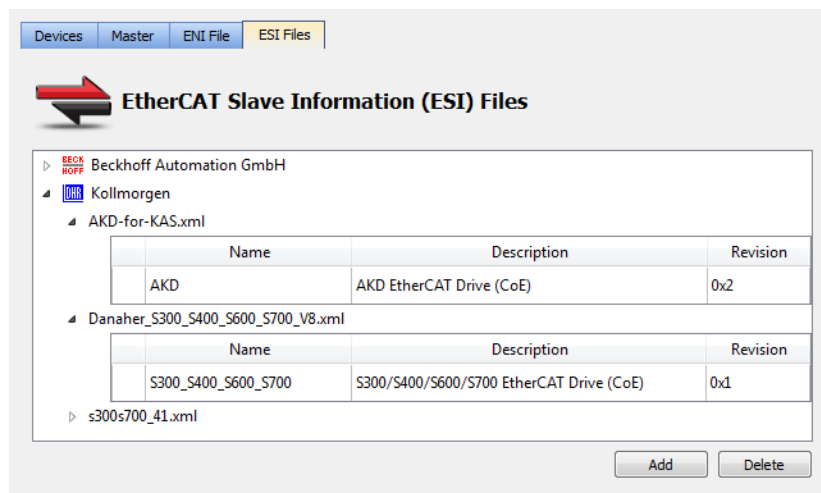 Devices Master ENI File ESI Files
EtherCAT Slave Information (ESI) Files
BECK
HOFF Beckhoff Automation GmbH
DHR Kollmorgen
AKD-for-KAS.xml
Name Description Revision
AKD AKD EtherCAT Drive (CoE) 0x2
Danaher_S300_S400_S600_S700_V8.xml
Name Description Revision
S300_S400_S600_S700 S300/S400/S600/S700 EtherCAT Drive (CoE) 0x1
s300s700_41.xml
Add Delete